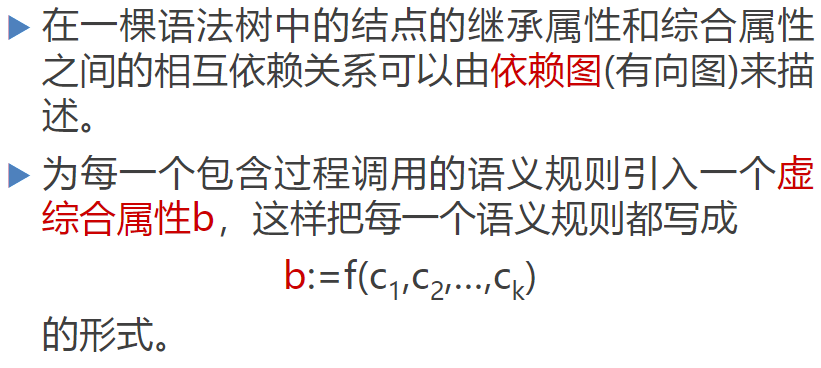 在一棵语法树中的结点的继承属性和综合属性
之间的相互依赖关系可以由依赖图(有向图)来描
述。
为每一个包含过程调用的语义规则引入一个虚
综合属性b，这样把每一个语义规则都写成
b:=f(c1,c2,…,ck)
的形式。